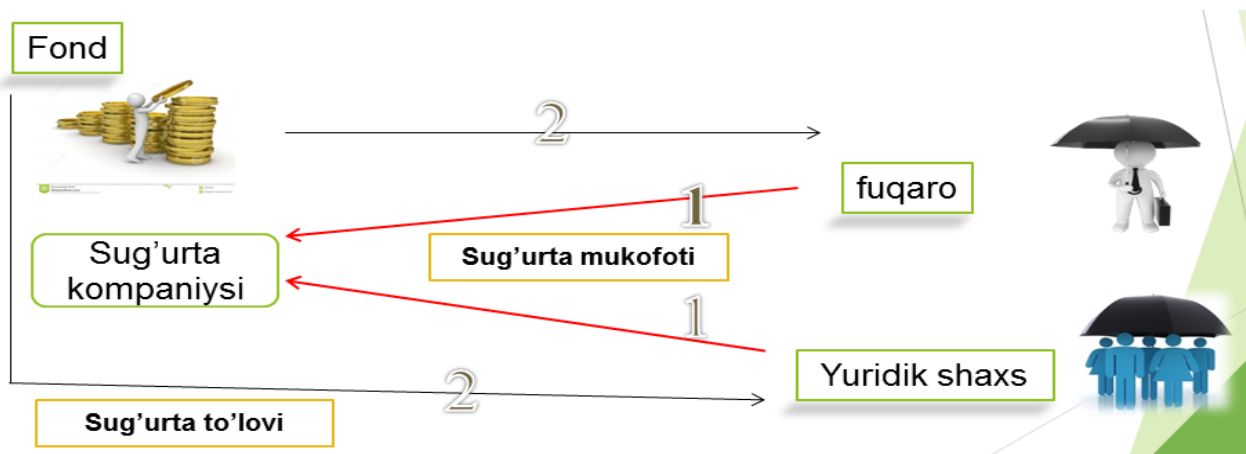 Fond
2
fuqaro
1
Sug'urta
kompaniysi
Sug’urta mukofoti
1
Yuridik shaxs
2
Sug’urta to’lovi